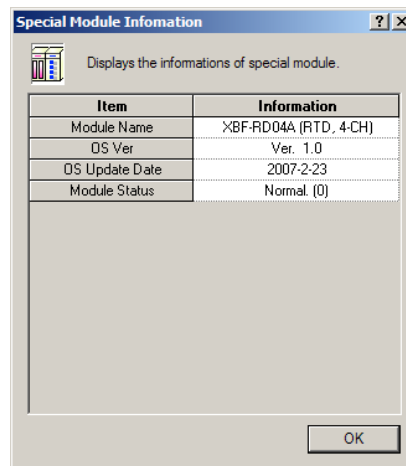 Special Module Infomation
Displays the informations of special module.
Item Information
Module Name XBF-RD04A (RTD, 4-CH)
OS Ver Ver. 1.0
OS Update Date 2007-2-23
Module Status Normal. (0)
OK